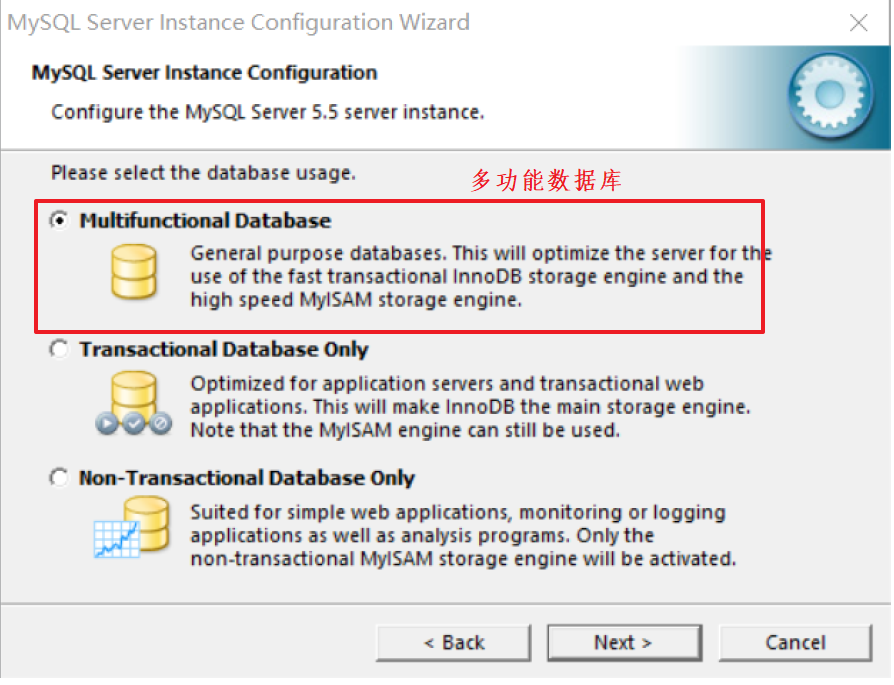 MySQL Server Instance Configuration Wizard
MySQL Server Instance Configuration
Configure the MySQL Server 5.5 server instance.
Please select the database usage.
多功能数据库
Multifunctional Database
General purpose databases. This will optimize the server for the
use of the fast transactional InnoDB storage engine and the
high speed MyISAM storage engine.
Transactional Database Only
Optimized for application servers and transactional web
applications. This will make InnoDB the main storage engine.
Note that the MyISAM engine can still be used.
Non-Transactional Database Only
Suited for simple web applications, monitoring or logging
applications as well as analysis programs. Only the
non-transactional MyISAM storage engine will be activated.
< Back
Next >
Cancel